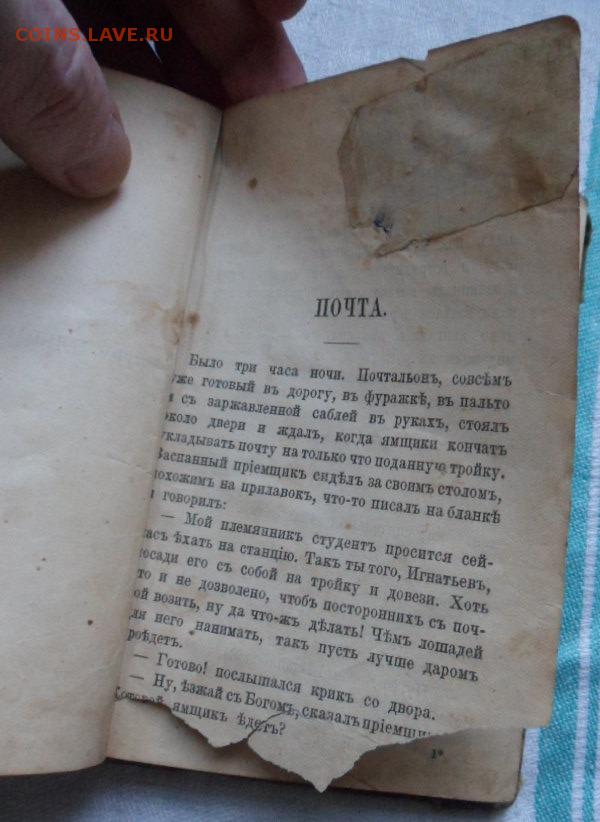 COINS.LAVE.RU
ПОЧТА.
Было три часа ночи. Почтальонъ, совсѣмъ
уже готовый въ дорогу, въ фуражкѣ, въ пальто
и съ заржавленной саблей въ рукахъ, стоялъ
около двери и ждалъ, когда ямщики кончатъ
укладывать почту на только что поданную тройку.
Заспанный пріемщикъ сидѣлъ за своимъ столомъ,
похожимъ на прилавокъ, что-то писалъ на бланкѣ
и говорилъ:
— Мой племянникъ студентъ просится сей-
часъ ѣхать на станцію. Такъ ты того, Игнатьевъ,
посади его съ собой на тройку и довези. Хоть
это и не дозволено, чтобъ постороннихъ съ поч-
той возить, ну да что-жъ дѣлать! Чѣмъ лошадей
для него нанимать, такъ пусть лучше даромъ
проѣдетъ.
— Готово! послышался крикъ со двора.
— Ну, ѣзжай съ Богомъ, сказалъ пріемщикъ.
Который ямщикъ ѣдетъ?
1*